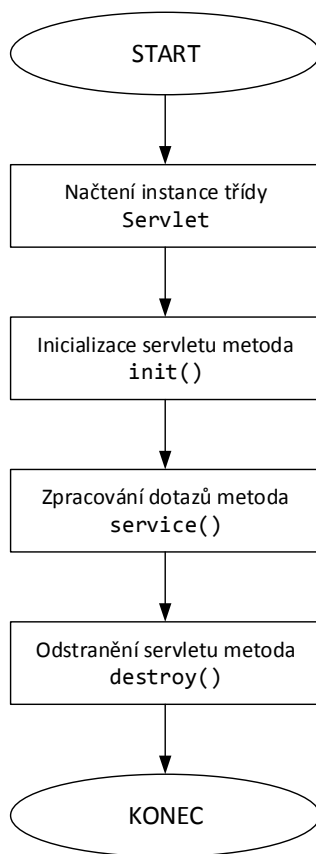 START
Načtení instance třídy
Servlet
Inicializace servletu metoda
init()
Zpracování dotazů metoda
service()
Odstranění servletu metoda
destroy()
KONEC